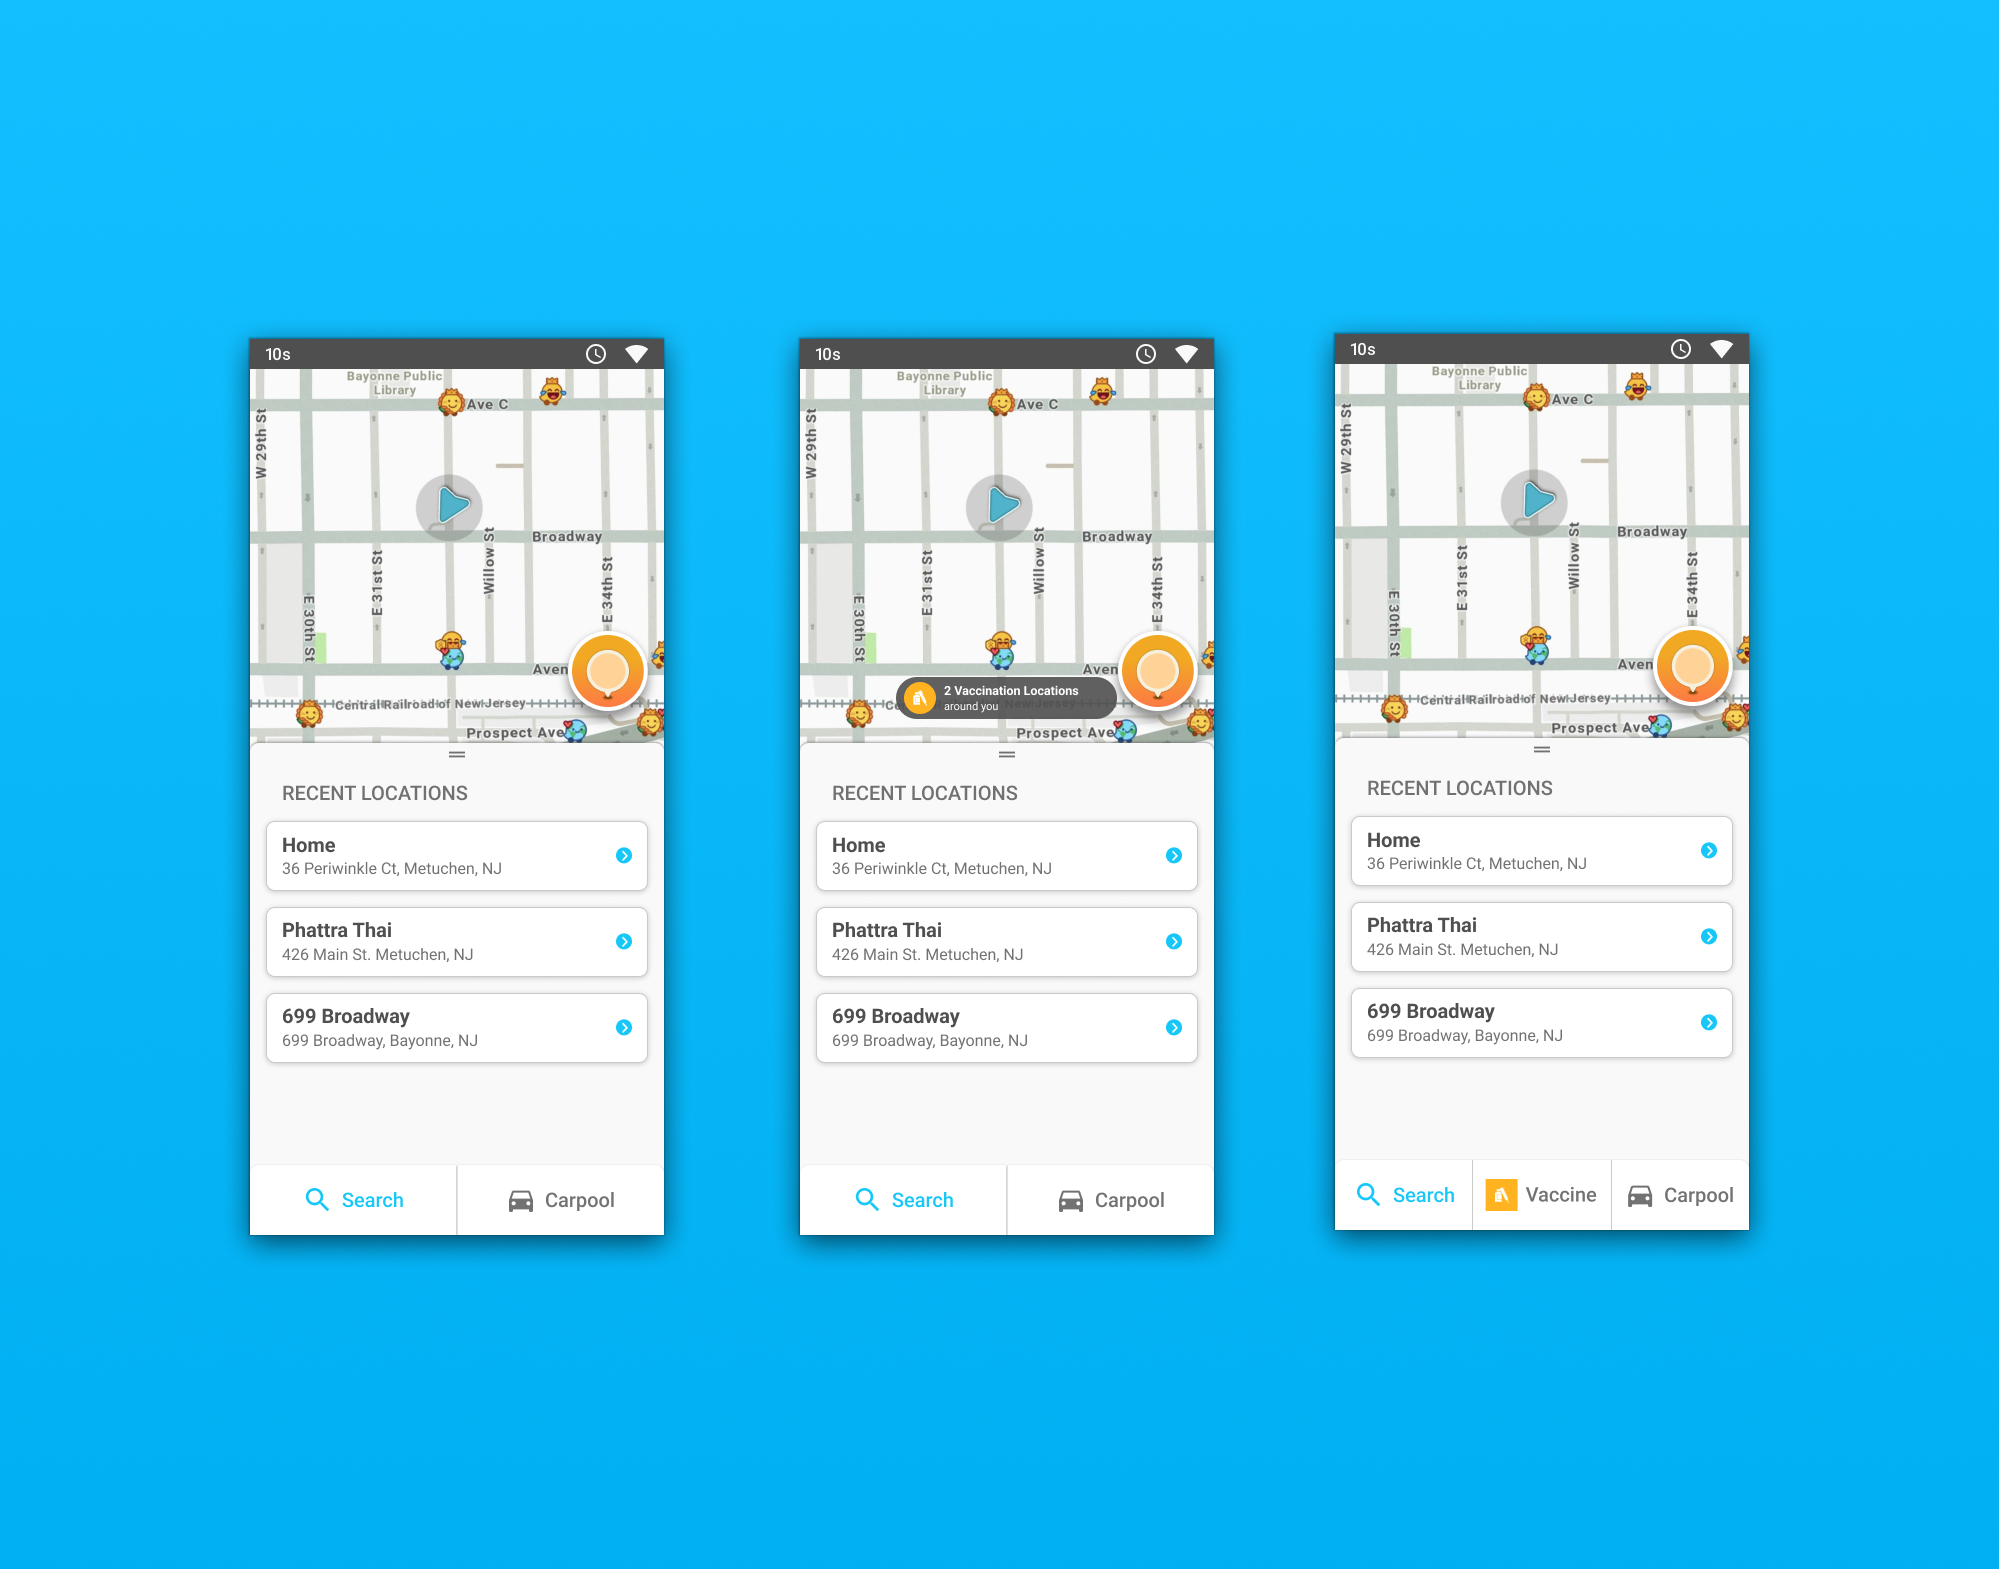 10s
Bayonne Public
Library
Ave C
W 29th St
Broadway
Willow St
E 31st St
E 34th St
E 30th St
Aven
Central Railroad of New Jersey
Prospect Ave
RECENT LOCATIONS
Home
36 Periwinkle Ct, Metuchen, NJ
Phattra Thai
426 Main St. Metuchen, NJ
699 Broadway
699 Broadway, Bayonne, NJ
Search
Carpool
10s
Bayonne Public
Library
Ave C
W 29th St
Broadway
Willow St
E 31st St
E 34th St
E 30th St
Aven
2 Vaccination Locations
around you
Prospect Ave
RECENT LOCATIONS
Home
36 Periwinkle Ct, Metuchen, NJ
Phattra Thai
426 Main St. Metuchen, NJ
699 Broadway
699 Broadway, Bayonne, NJ
Search
Carpool
10s
Bayonne Public
Library
Ave C
W 29th St
Broadway
Willow St
E 31st St
E 34th St
E 30th St
Aven
Central Railroad of New Jersey
Prospect Ave
RECENT LOCATIONS
Home
36 Periwinkle Ct, Metuchen, NJ
Phattra Thai
426 Main St. Metuchen, NJ
699 Broadway
699 Broadway, Bayonne, NJ
Search
Vaccine
Carpool